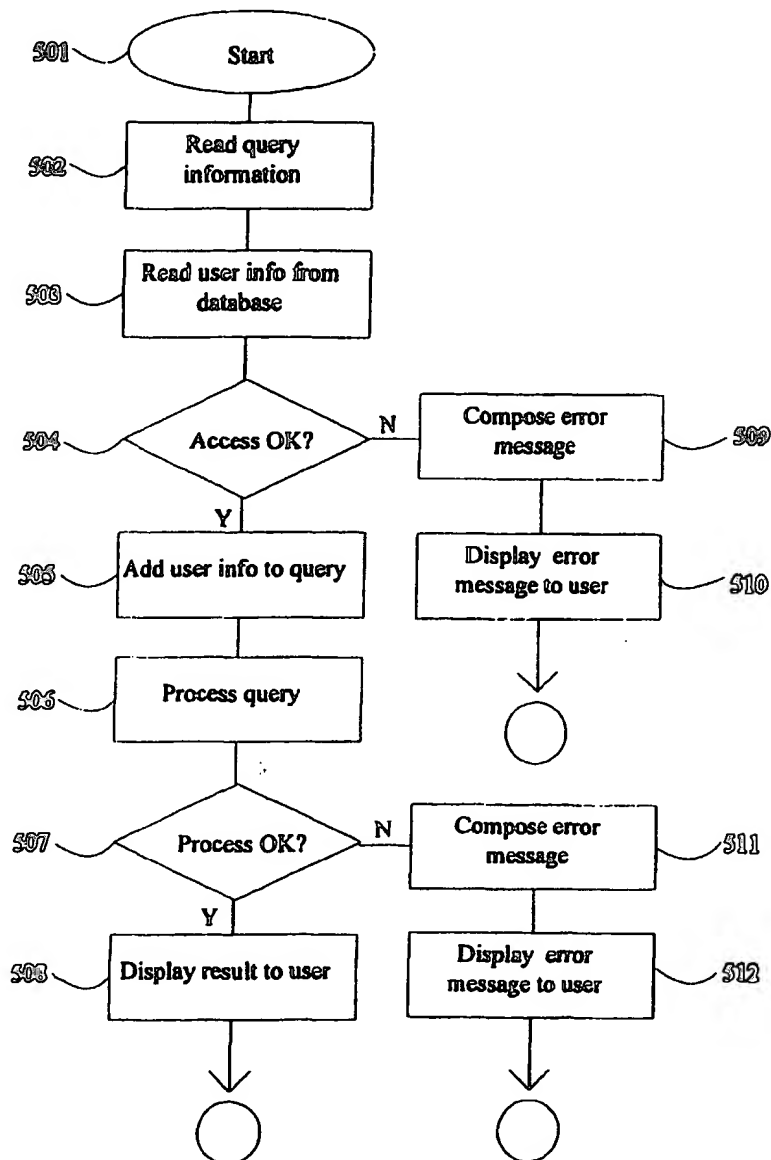 501
Start
502
Read query
information
503
Read user info from
database
504
Access OK?
N
Compose error
message
509
Y
505
Add user info to query
Display error
message to user
510
506
Process query
507
Process OK?
N
Compose error
message
511
Y
508
Display result to user
Display error
message to user
512